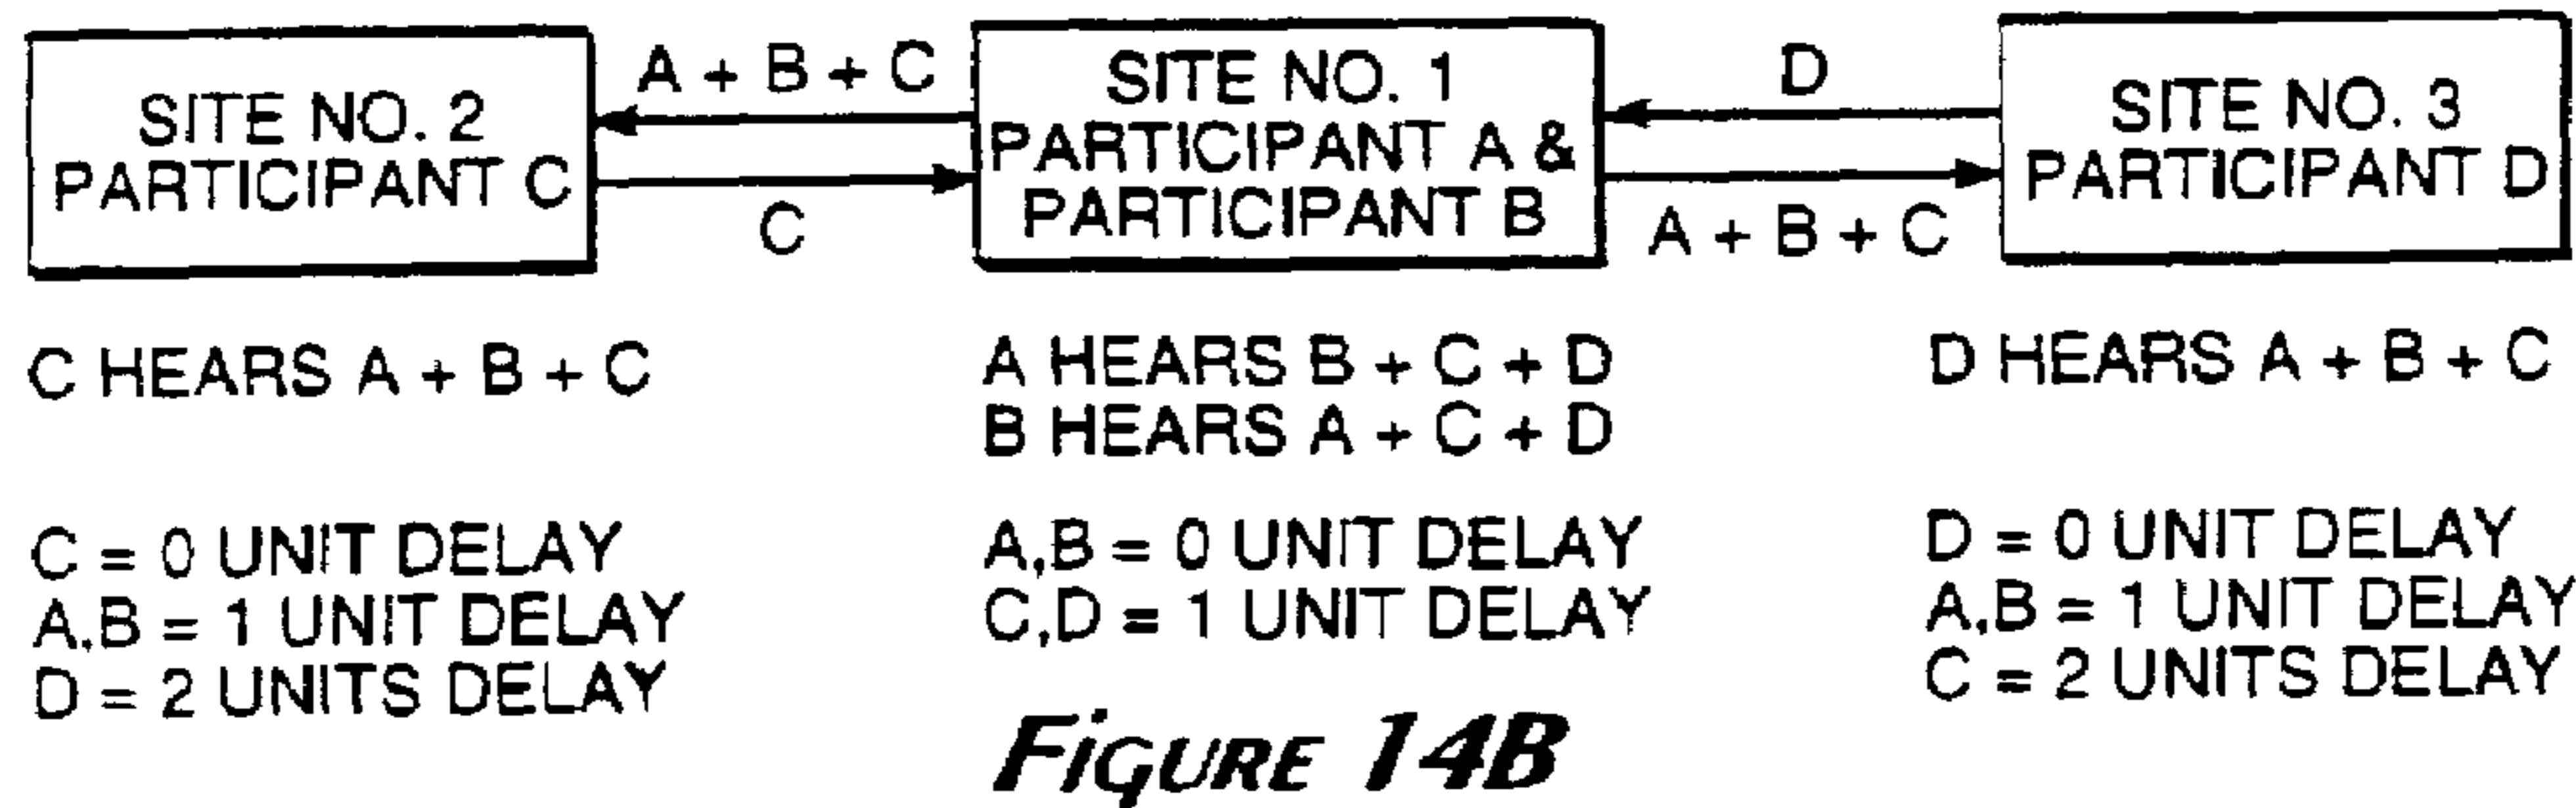 SITE NO. 2
PARTICIPANT C
A + B + C
C
SITE NO. 1
PARTICIPANT A &
PARTICIPANT B
D
A + B + C
SITE NO. 3
PARTICIPANT D
C HEARS A + B + C
A HEARS B + C + D
B HEARS A + C + D
D HEARS A + B + C
C = 0 UNIT DELAY
A,B = 1 UNIT DELAY
D = 2 UNITS DELAY
A,B = 0 UNIT DELAY
C,D = 1 UNIT DELAY
D = 0 UNIT DELAY
A,B = 1 UNIT DELAY
C = 2 UNITS DELAY
FIGURE 14B